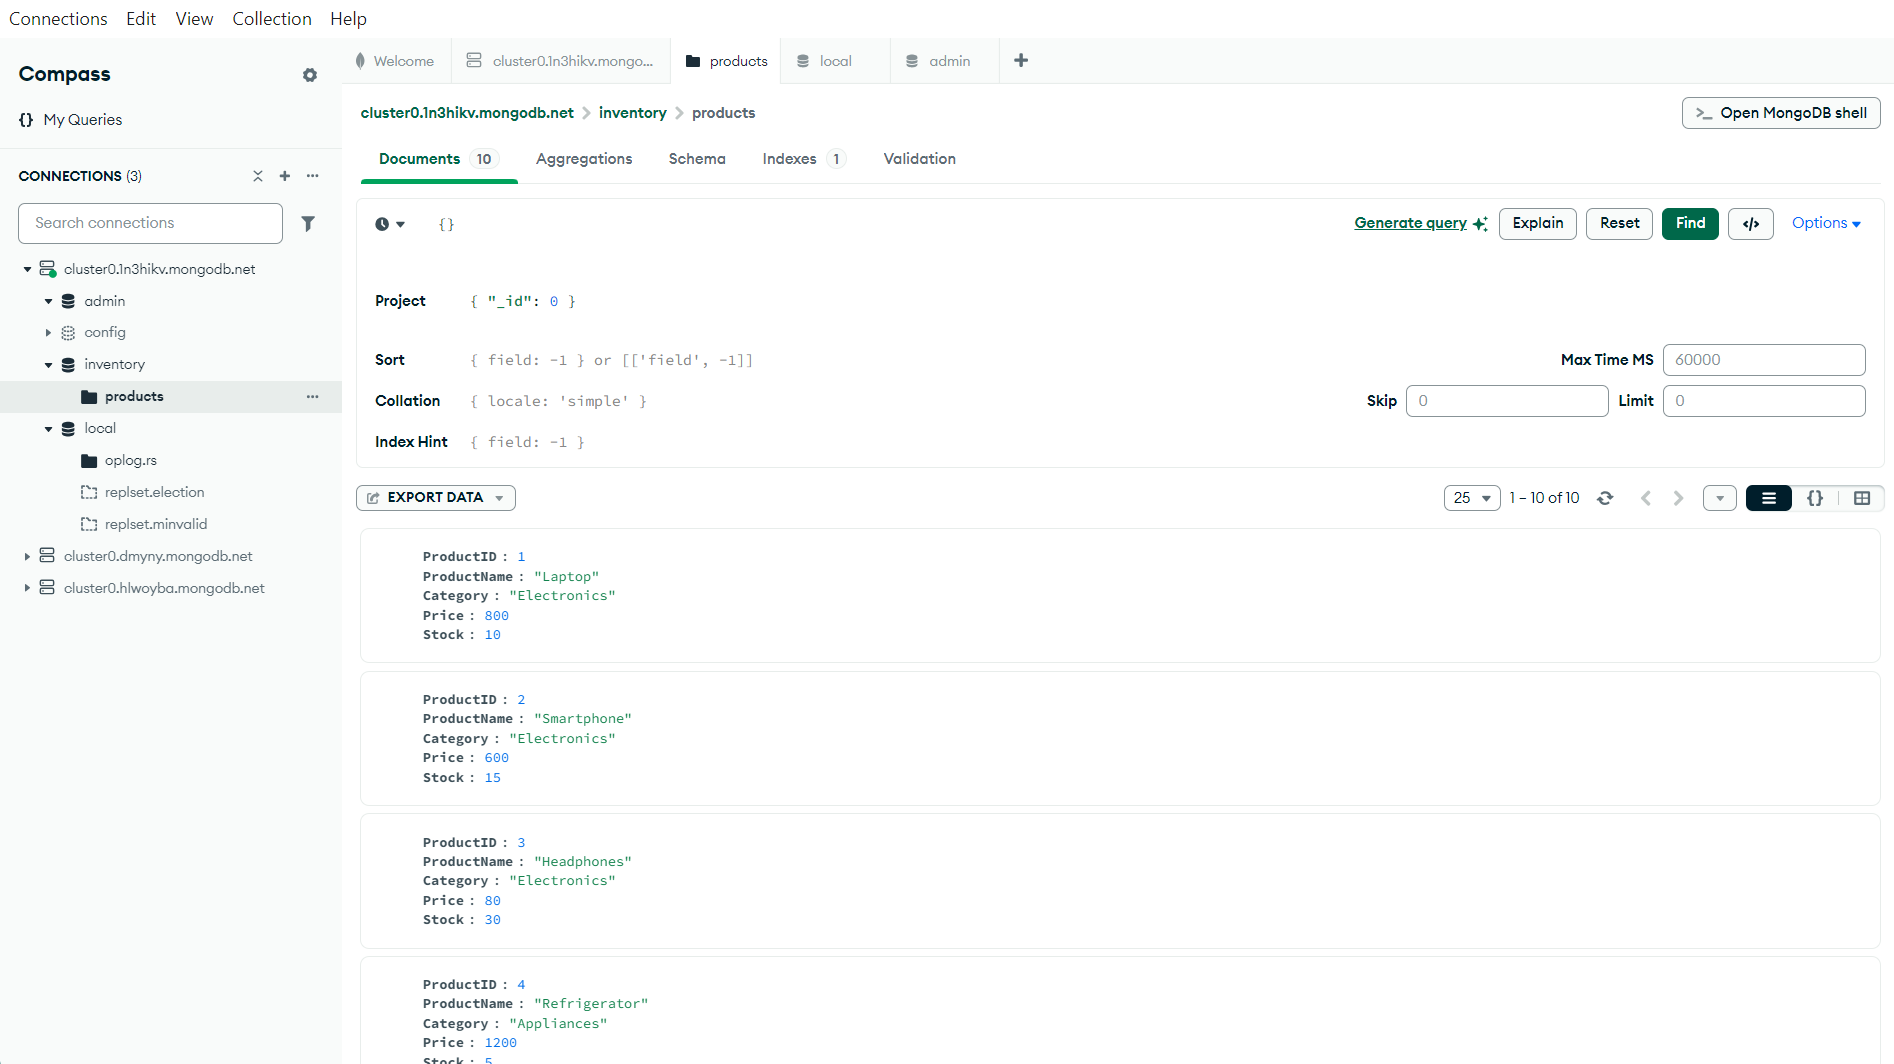 Connections Edit View Collection Help
Compass
{} My Queries
CONNECTIONS (3)
Search connections
cluster0.1n3hikv.mongodb.net
admin
config
inventory
products
local
oplog.rs
replset.election
replset.minvalid
cluster0.dmyny.mongodb.net
cluster0.hlwoyba.mongodb.net
Welcome cluster0.1n3hikv.mongo... products local admin
cluster0.1n3hikv.mongodb.net > inventory > products
>_ Open MongoDB shell
Documents 10 Aggregations Schema Indexes 1 Validation
{} Generate query Explain Reset Find </> Options
Project { "_id": 0 }
Sort { field: -1 } or [['field', -1]] Max Time MS 60000
Collation { locale: 'simple' } Skip 0 Limit 0
Index Hint { field: -1 }
EXPORT DATA 25 1 – 10 of 10 {}
ProductID : 1
ProductName : "Laptop"
Category : "Electronics"
Price : 800
Stock : 10
ProductID : 2
ProductName : "Smartphone"
Category : "Electronics"
Price : 600
Stock : 15
ProductID : 3
ProductName : "Headphones"
Category : "Electronics"
Price : 80
Stock : 30
ProductID : 4
ProductName : "Refrigerator"
Category : "Appliances"
Price : 1200
Stock : 5